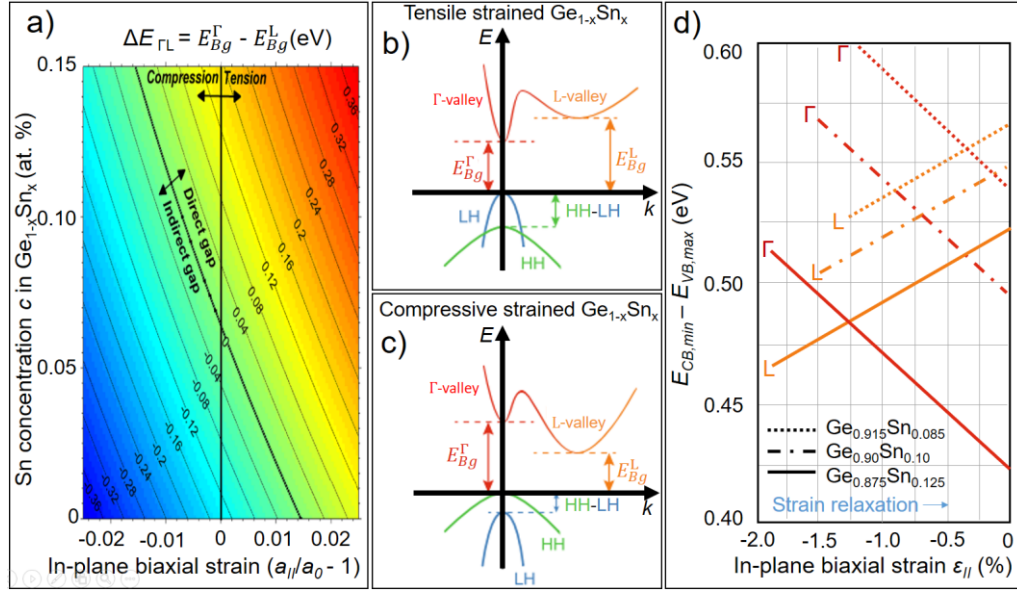 a)
ΔE ΓL = E^Γ_Bg - E^L_Bg (eV)
0.15
0.10
0.05
0
Sn concentration c in Ge1-xSnx (at. %)
Compression Tension
Direct gap
Indirect gap
0.36
0.32
0.28
0.24
0.2
0.16
0.12
0.08
0.04
0
-0.04
-0.08
-0.12
-0.16
-0.2
-0.24
-0.28
-0.32
-0.36
-0.02 -0.01 0 0.01 0.02
In-plane biaxial strain (a///a0 - 1)
Tensile strained Ge1-xSnx
b)
E
Γ-valley
L-valley
E^Γ_Bg
E^L_Bg
k
LH
HH-LH
HH
Compressive strained Ge1-xSnx
c)
E
Γ-valley
L-valley
E^Γ_Bg
E^L_Bg
k
HH-LH
HH
LH
d)
0.60
0.55
0.50
0.45
0.40
ECB,min – EVB,max (eV)
Γ
Γ
L
L
Γ
L
Ge0.915Sn0.085
Ge0.90Sn0.10
Ge0.875Sn0.125
Strain relaxation →
-2.0 -1.5 -1.0 -0.5 0
In-plane biaxial strain ε// (%)